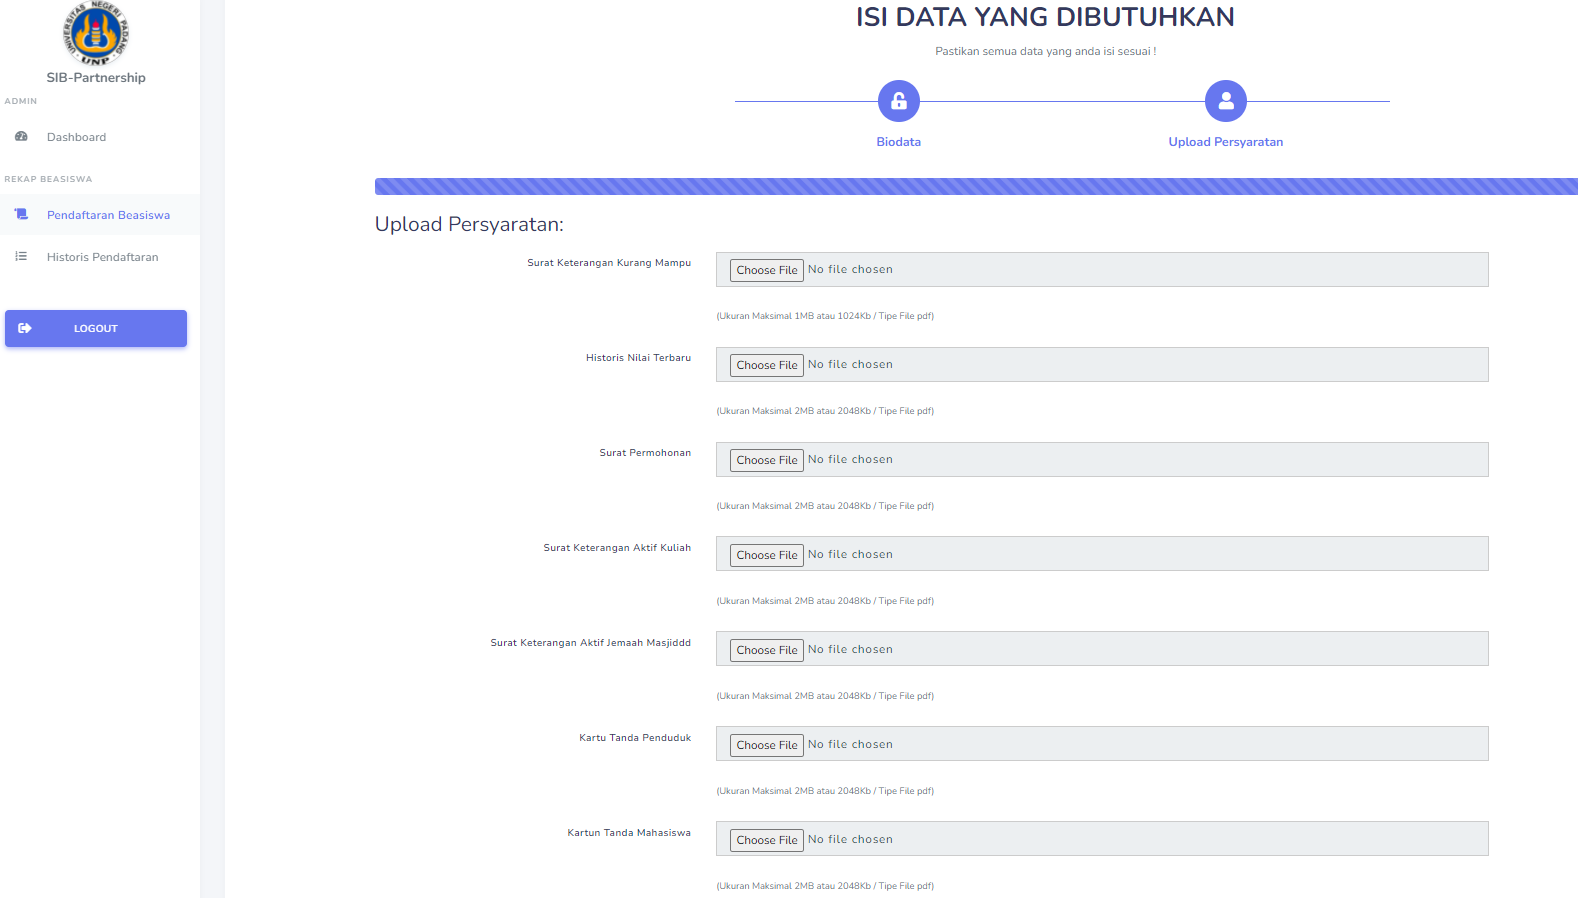 UNIVERSITAS NEGERI PADANG
UNP
SIB-Partnership
ADMIN
Dashboard
REKAP BEASISWA
Pendaftaran Beasiswa
Historis Pendaftaran
LOGOUT
ISI DATA YANG DIBUTUHKAN
Pastikan semua data yang anda isi sesuai !
Biodata
Upload Persyaratan
Upload Persyaratan:
Surat Keterangan Kurang Mampu Choose File No file chosen
(Ukuran Maksimal 1MB atau 1024Kb / Tipe File pdf)
Historis Nilai Terbaru Choose File No file chosen
(Ukuran Maksimal 2MB atau 2048Kb / Tipe File pdf)
Surat Permohonan Choose File No file chosen
(Ukuran Maksimal 2MB atau 2048Kb / Tipe File pdf)
Surat Keterangan Aktif Kuliah Choose File No file chosen
(Ukuran Maksimal 2MB atau 2048Kb / Tipe File pdf)
Surat Keterangan Aktif Jemaah Masjiddd Choose File No file chosen
(Ukuran Maksimal 2MB atau 2048Kb / Tipe File pdf)
Kartu Tanda Penduduk Choose File No file chosen
(Ukuran Maksimal 2MB atau 2048Kb / Tipe File pdf)
Kartun Tanda Mahasiswa Choose File No file chosen
(Ukuran Maksimal 2MB atau 2048Kb / Tipe File pdf)